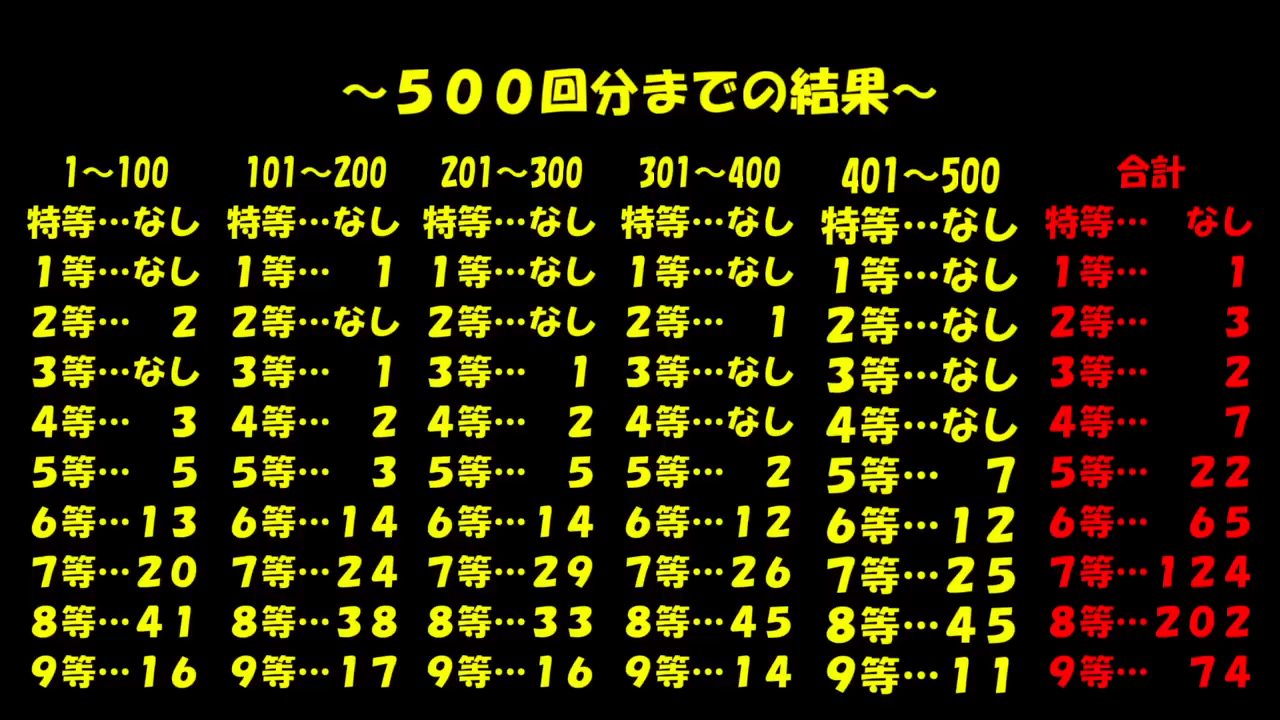 ～５００回分までの結果～
1～100 101～200 201～300 301～400 401～500 合計
特等…なし 特等…なし 特等…なし 特等…なし 特等…なし 特等… なし
１等…なし １等… １ １等…なし １等…なし １等…なし １等… １
２等… ２ ２等…なし ２等…なし ２等… １ ２等…なし ２等… ３
３等…なし ３等… １ ３等… １ ３等…なし ３等…なし ３等… ２
４等… ３ ４等… ２ ４等… ２ ４等…なし ４等…なし ４等… ７
５等… ５ ５等… ３ ５等… ５ ５等… ２ ５等… ７ ５等… ２２
６等…１３ ６等…１４ ６等…１４ ６等…１２ ６等…１２ ６等… ６５
７等…２０ ７等…２４ ７等…２９ ７等…２６ ７等…２５ ７等…１２４
８等…４１ ８等…３８ ８等…３３ ８等…４５ ８等…４５ ８等…２０２
９等…１６ ９等…１７ ９等…１６ ９等…１４ ９等…１１ ９等… ７４